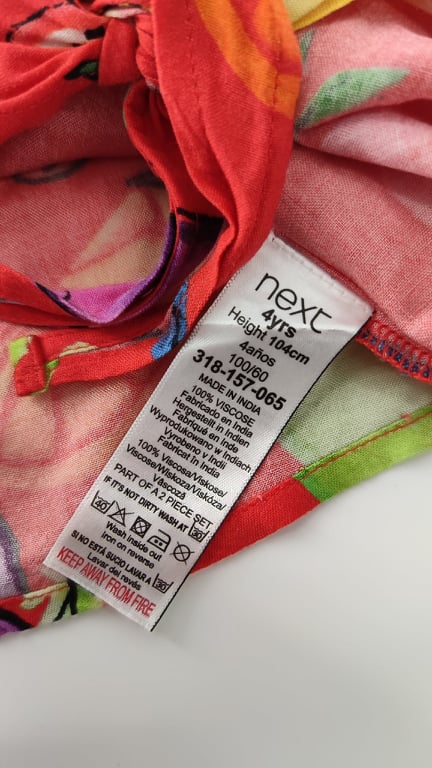 next
4yrs
Height 104cm
4años
100/60
318-157-065
MADE IN INDIA
100% VISCOSE
Fabricado en India
Hergestellt in Indien
Fabriqué en Inde
Wyprodukowano w Indiach
Vyrobeno v Indii
Fabricat în India
100% Viscosa/Viskose/
Viscose/Wiskoza/Viskóza/
Vâscoză
PART OF A 2 PIECE SET
IF IT'S NOT DIRTY WASH AT 30
40
Wash inside out
Iron on reverse
SI NO ESTÁ SUCIO LAVAR A 30
Lavar del revés
KEEP AWAY FROM FIRE